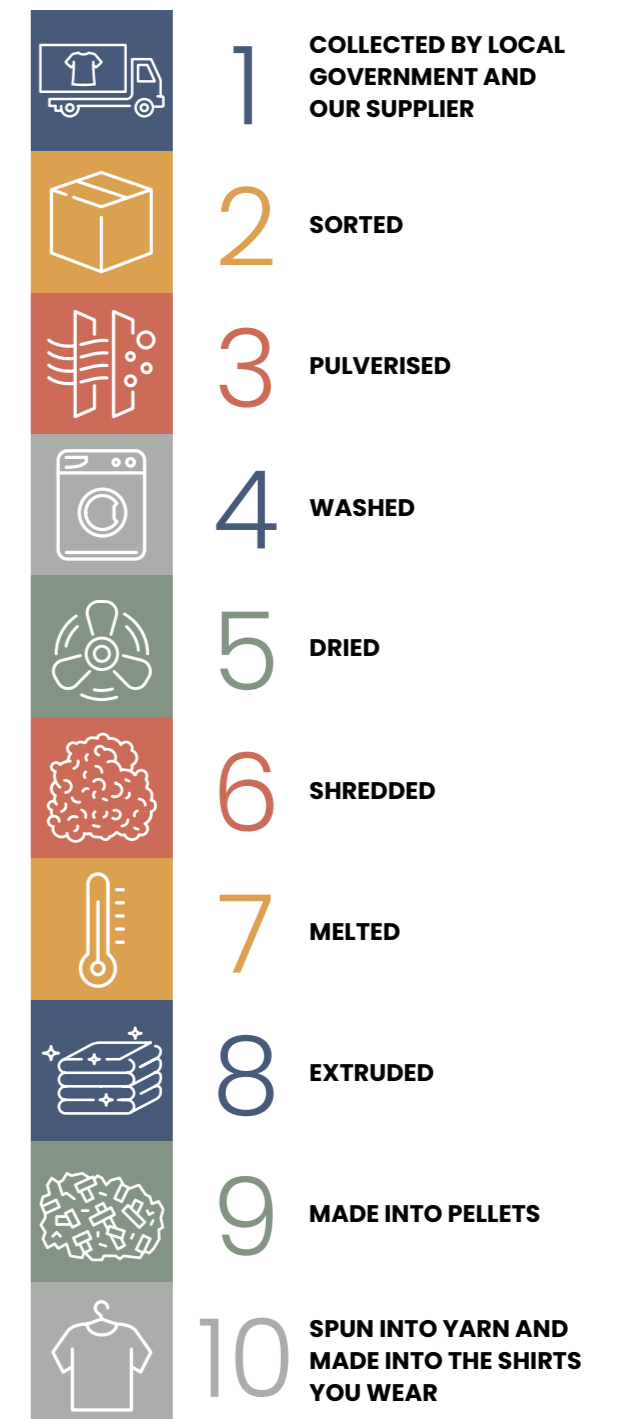 1
COLLECTED BY LOCAL
GOVERNMENT AND
OUR SUPPLIER
2
SORTED
3
PULVERISED
4
WASHED
5
DRIED
6
SHREDDED
7
MELTED
8
EXTRUDED
9
MADE INTO PELLETS
10
SPUN INTO YARN AND
MADE INTO THE SHIRTS
YOU WEAR